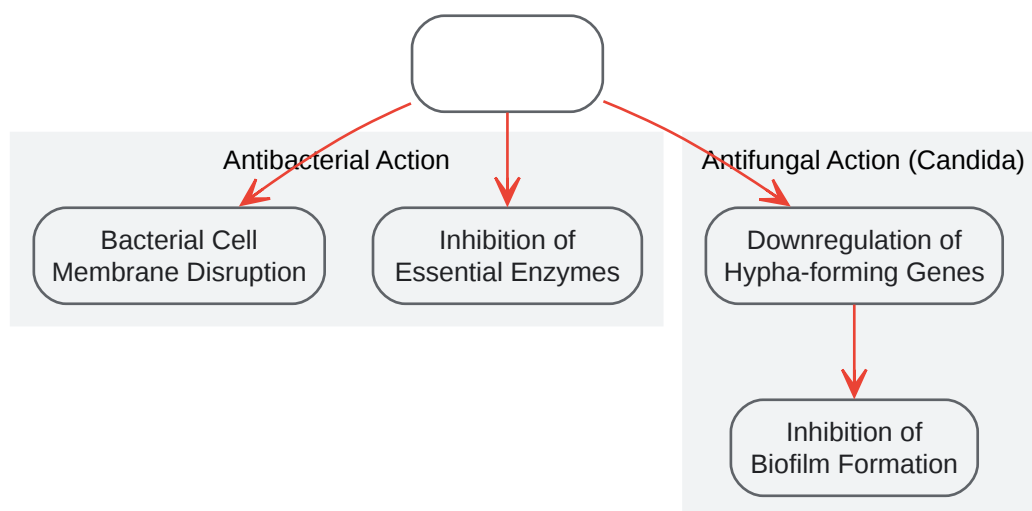 Antibacterial Action
Antifungal Action (Candida)
Bacterial Cell
Membrane Disruption
Inhibition of
Essential Enzymes
Downregulation of
Hypha-forming Genes
Inhibition of
Biofilm Formation